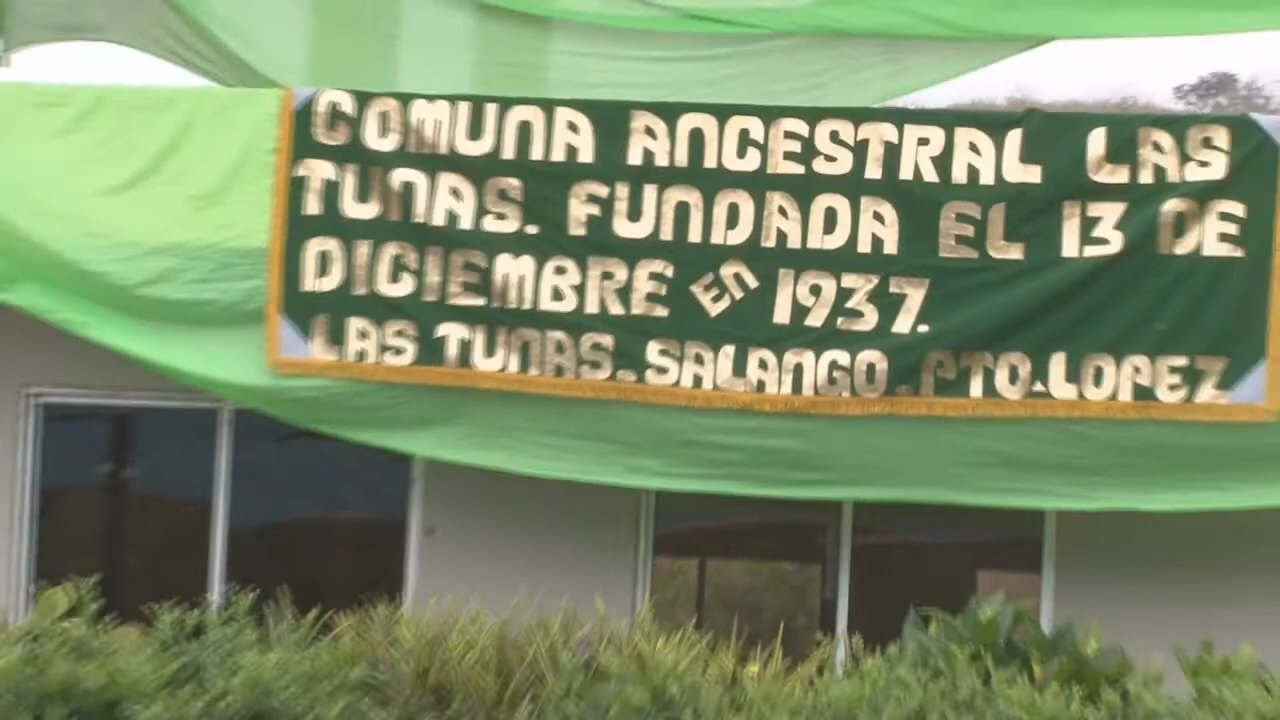 COMUNA ANCESTRAL LAS
TUNAS. FUNDADA EL 13 DE
DICIEMBRE EN 1937.
LAS TUNAS-SALANGO-PTO.LOPEZ